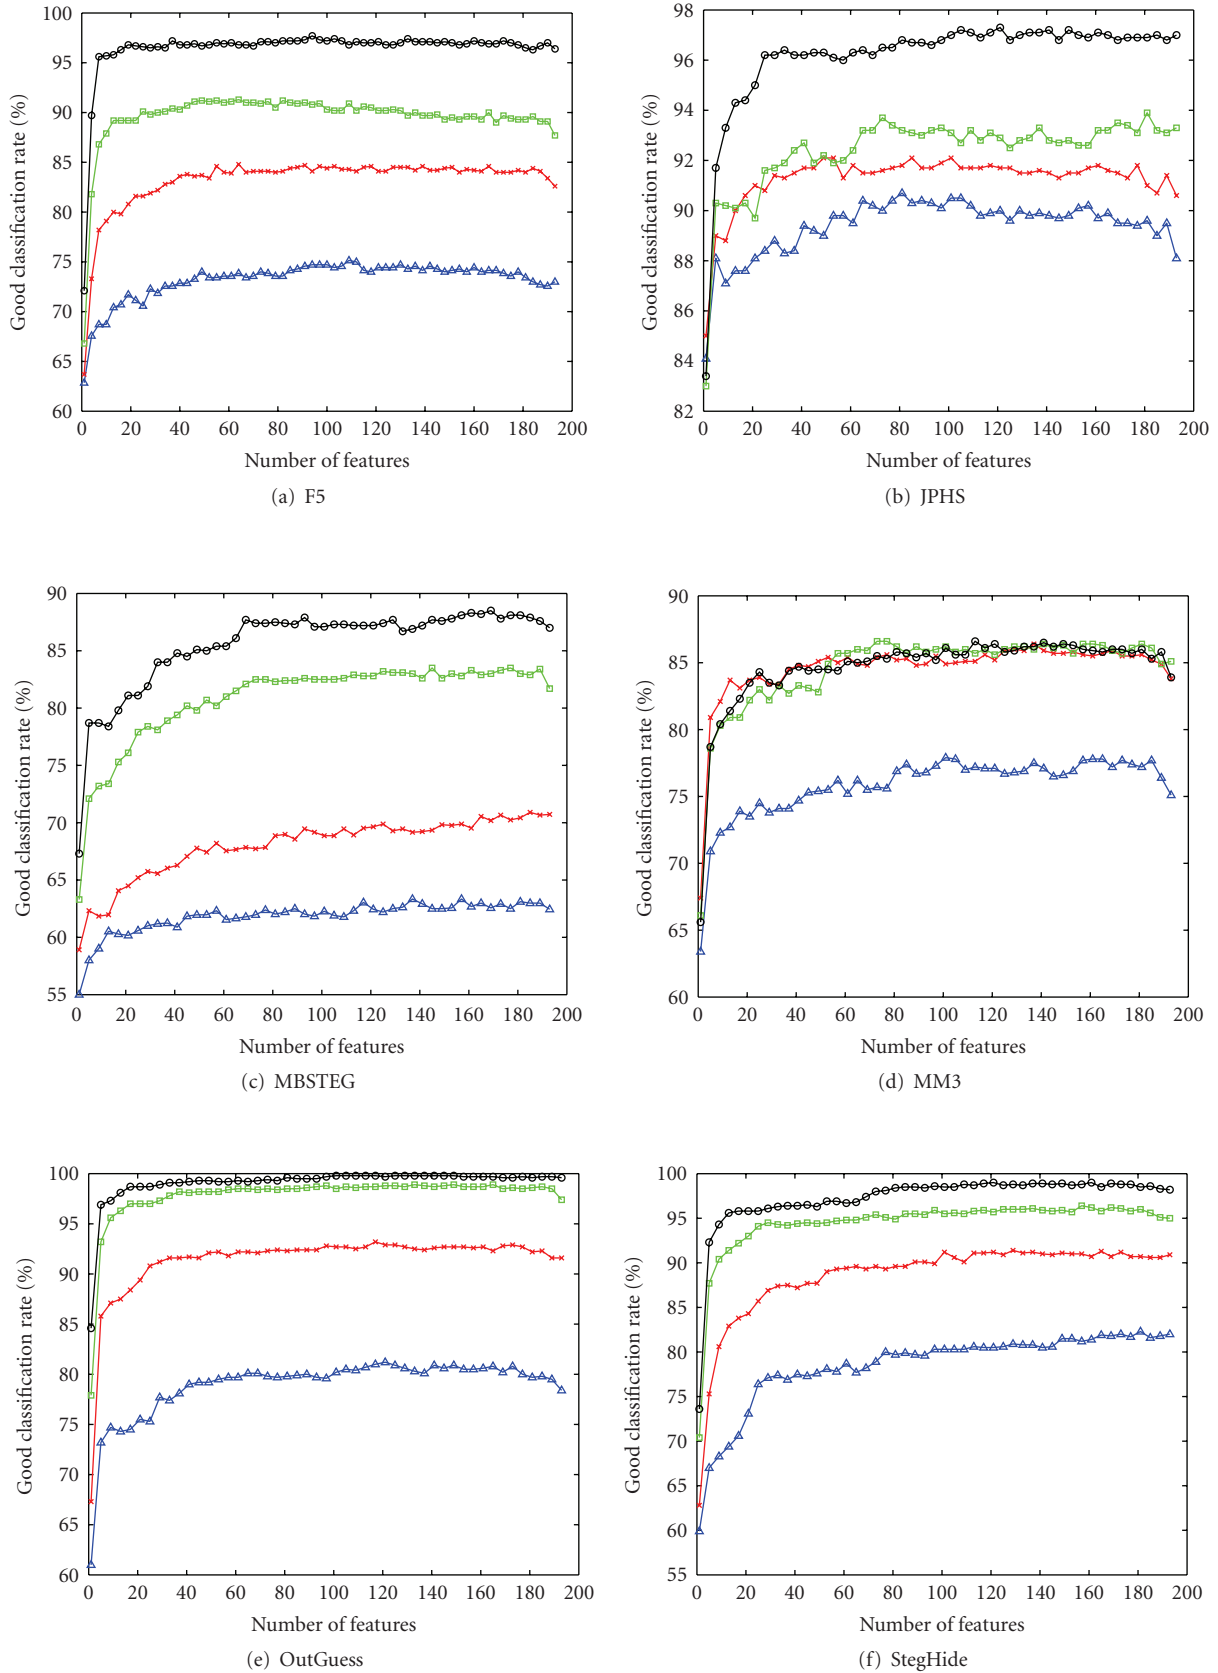 Good classification rate (%)
100
95
90
85
80
75
70
65
60
0 20 40 60 80 100 120 140 160 180 200
Number of features
(a) F5
Good classification rate (%)
98
96
94
92
90
88
86
84
82
0 20 40 60 80 100 120 140 160 180 200
Number of features
(b) JPHS
Good classification rate (%)
90
85
80
75
70
65
60
55
0 20 40 60 80 100 120 140 160 180 200
Number of features
(c) MBSTEG
Good classification rate (%)
90
85
80
75
70
65
60
0 20 40 60 80 100 120 140 160 180 200
Number of features
(d) MM3
Good classification rate (%)
100
95
90
85
80
75
70
65
60
0 20 40 60 80 100 120 140 160 180 200
Number of features
(e) OutGuess
Good classification rate (%)
100
95
90
85
80
75
70
65
60
55
0 20 40 60 80 100 120 140 160 180 200
Number of features
(f) StegHide